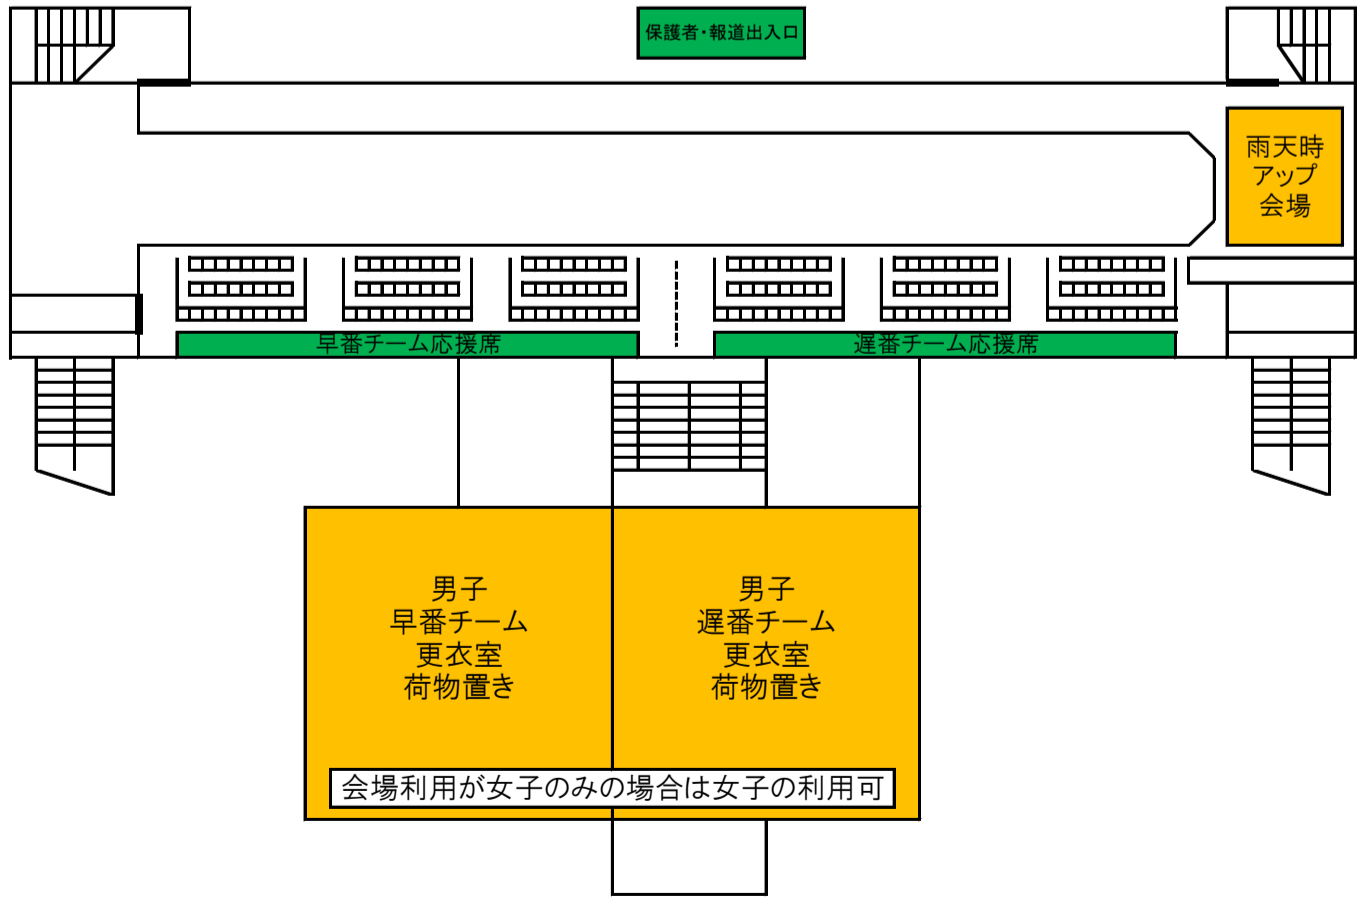 保護者・報道出入口
雨天時
アップ
会場
早番チーム応援席
遅番チーム応援席
男子
早番チーム
更衣室
荷物置き
男子
遅番チーム
更衣室
荷物置き
会場利用が女子のみの場合は女子の利用可